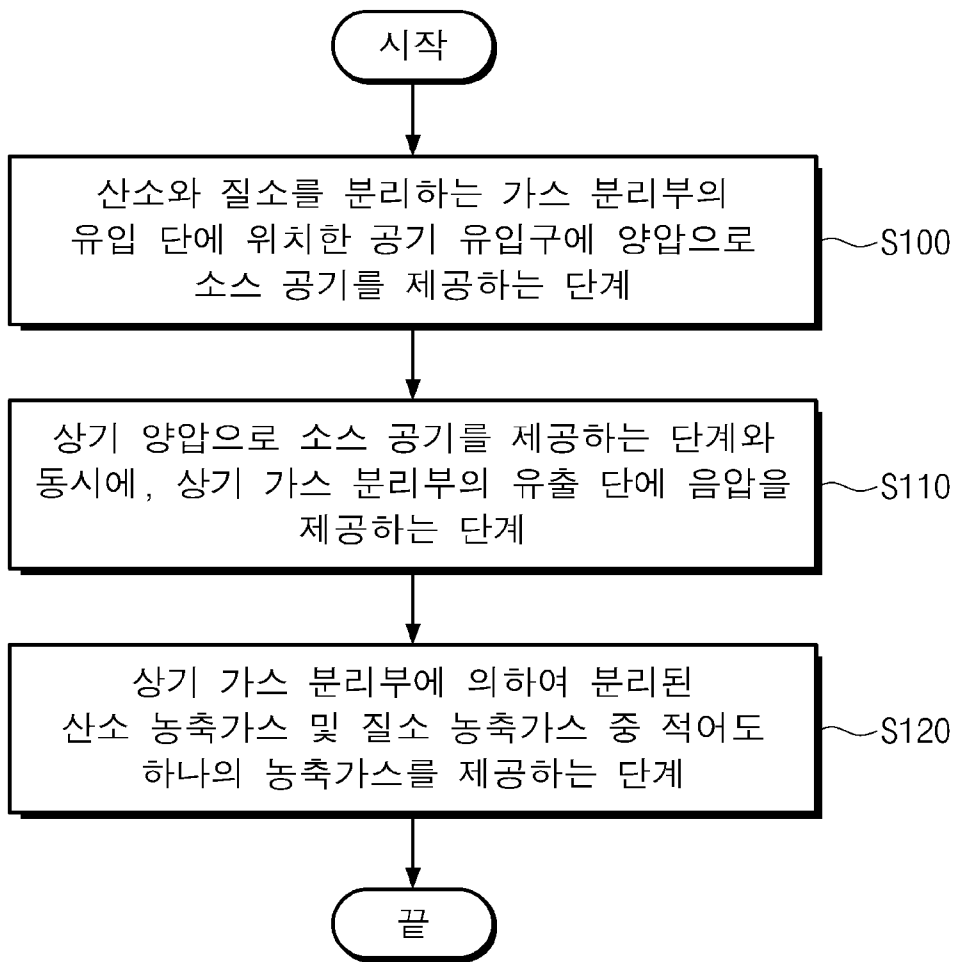 시작
산소와 질소를 분리하는 가스 분리부의
유입 단에 위치한 공기 유입구에 양압으로
소스 공기를 제공하는 단계
S100
상기 양압으로 소스 공기를 제공하는 단계와
동시에, 상기 가스 분리부의 유출 단에 음압을
제공하는 단계
S110
상기 가스 분리부에 의하여 분리된
산소 농축가스 및 질소 농축가스 중 적어도
하나의 농축가스를 제공하는 단계
S120
끝